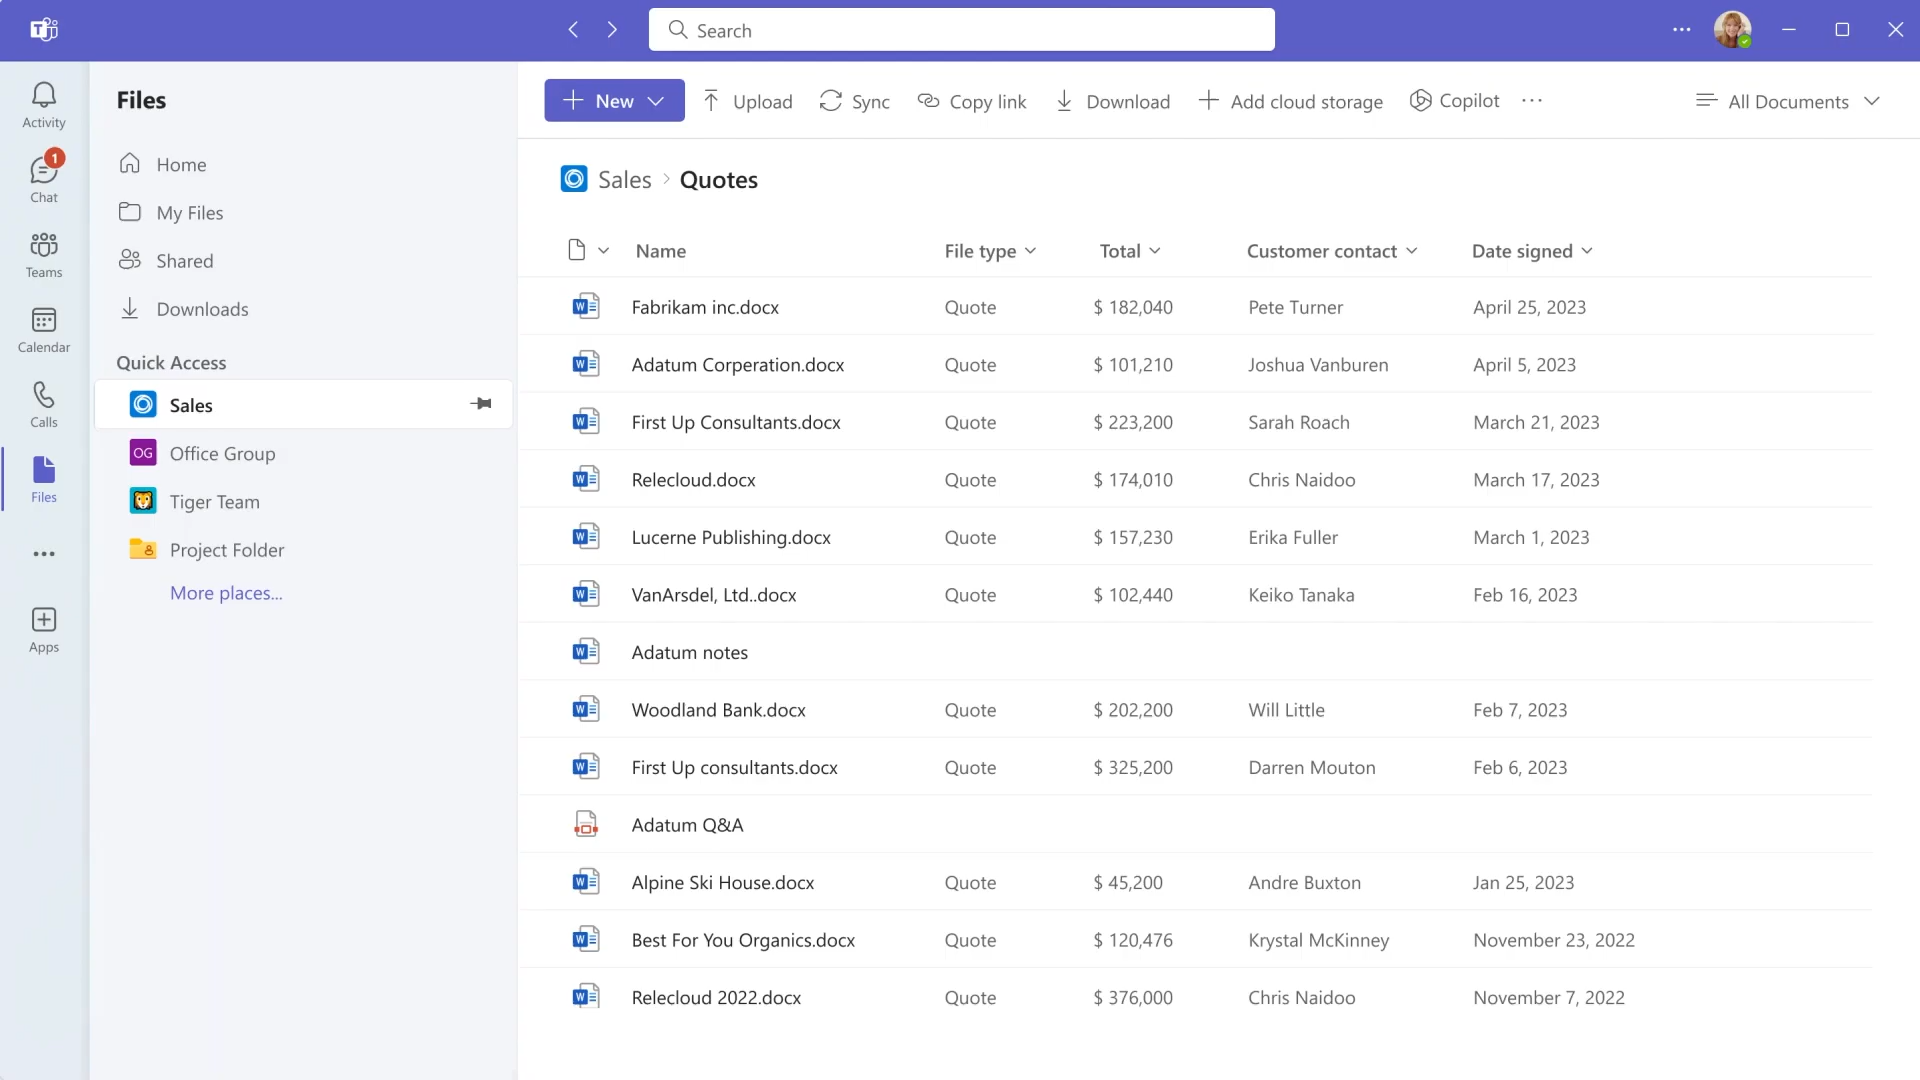 Search
Activity
1
Chat
Teams
Calendar
Calls
Files
Apps
Files
Home
My Files
Shared
Downloads
Quick Access
Sales
OG Office Group
Tiger Team
Project Folder
More places...
New Upload Sync Copy link Download Add cloud storage Copilot All Documents
Sales > Quotes
Name File type Total Customer contact Date signed
Fabrikam inc.docx Quote $ 182,040 Pete Turner April 25, 2023
Adatum Corperation.docx Quote $ 101,210 Joshua Vanburen April 5, 2023
First Up Consultants.docx Quote $ 223,200 Sarah Roach March 21, 2023
Relecloud.docx Quote $ 174,010 Chris Naidoo March 17, 2023
Lucerne Publishing.docx Quote $ 157,230 Erika Fuller March 1, 2023
VanArsdel, Ltd..docx Quote $ 102,440 Keiko Tanaka Feb 16, 2023
Adatum notes
Woodland Bank.docx Quote $ 202,200 Will Little Feb 7, 2023
First Up consultants.docx Quote $ 325,200 Darren Mouton Feb 6, 2023
Adatum Q&A
Alpine Ski House.docx Quote $ 45,200 Andre Buxton Jan 25, 2023
Best For You Organics.docx Quote $ 120,476 Krystal McKinney November 23, 2022
Relecloud 2022.docx Quote $ 376,000 Chris Naidoo November 7, 2022